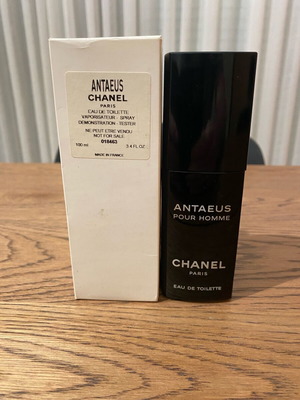 ANTAEUS
CHANEL
PARIS
EAU DE TOILETTE
VAPORISATEUR - SPRAY
DEMONSTRATION - TESTER
NE PEUT ETRE VENDU
NOT FOR SALE
018463
100 ml 3.4 FL.OZ
MADE IN FRANCE
ANTAEUS
POUR HOMME
CHANEL
PARIS
EAU DE TOILETTE